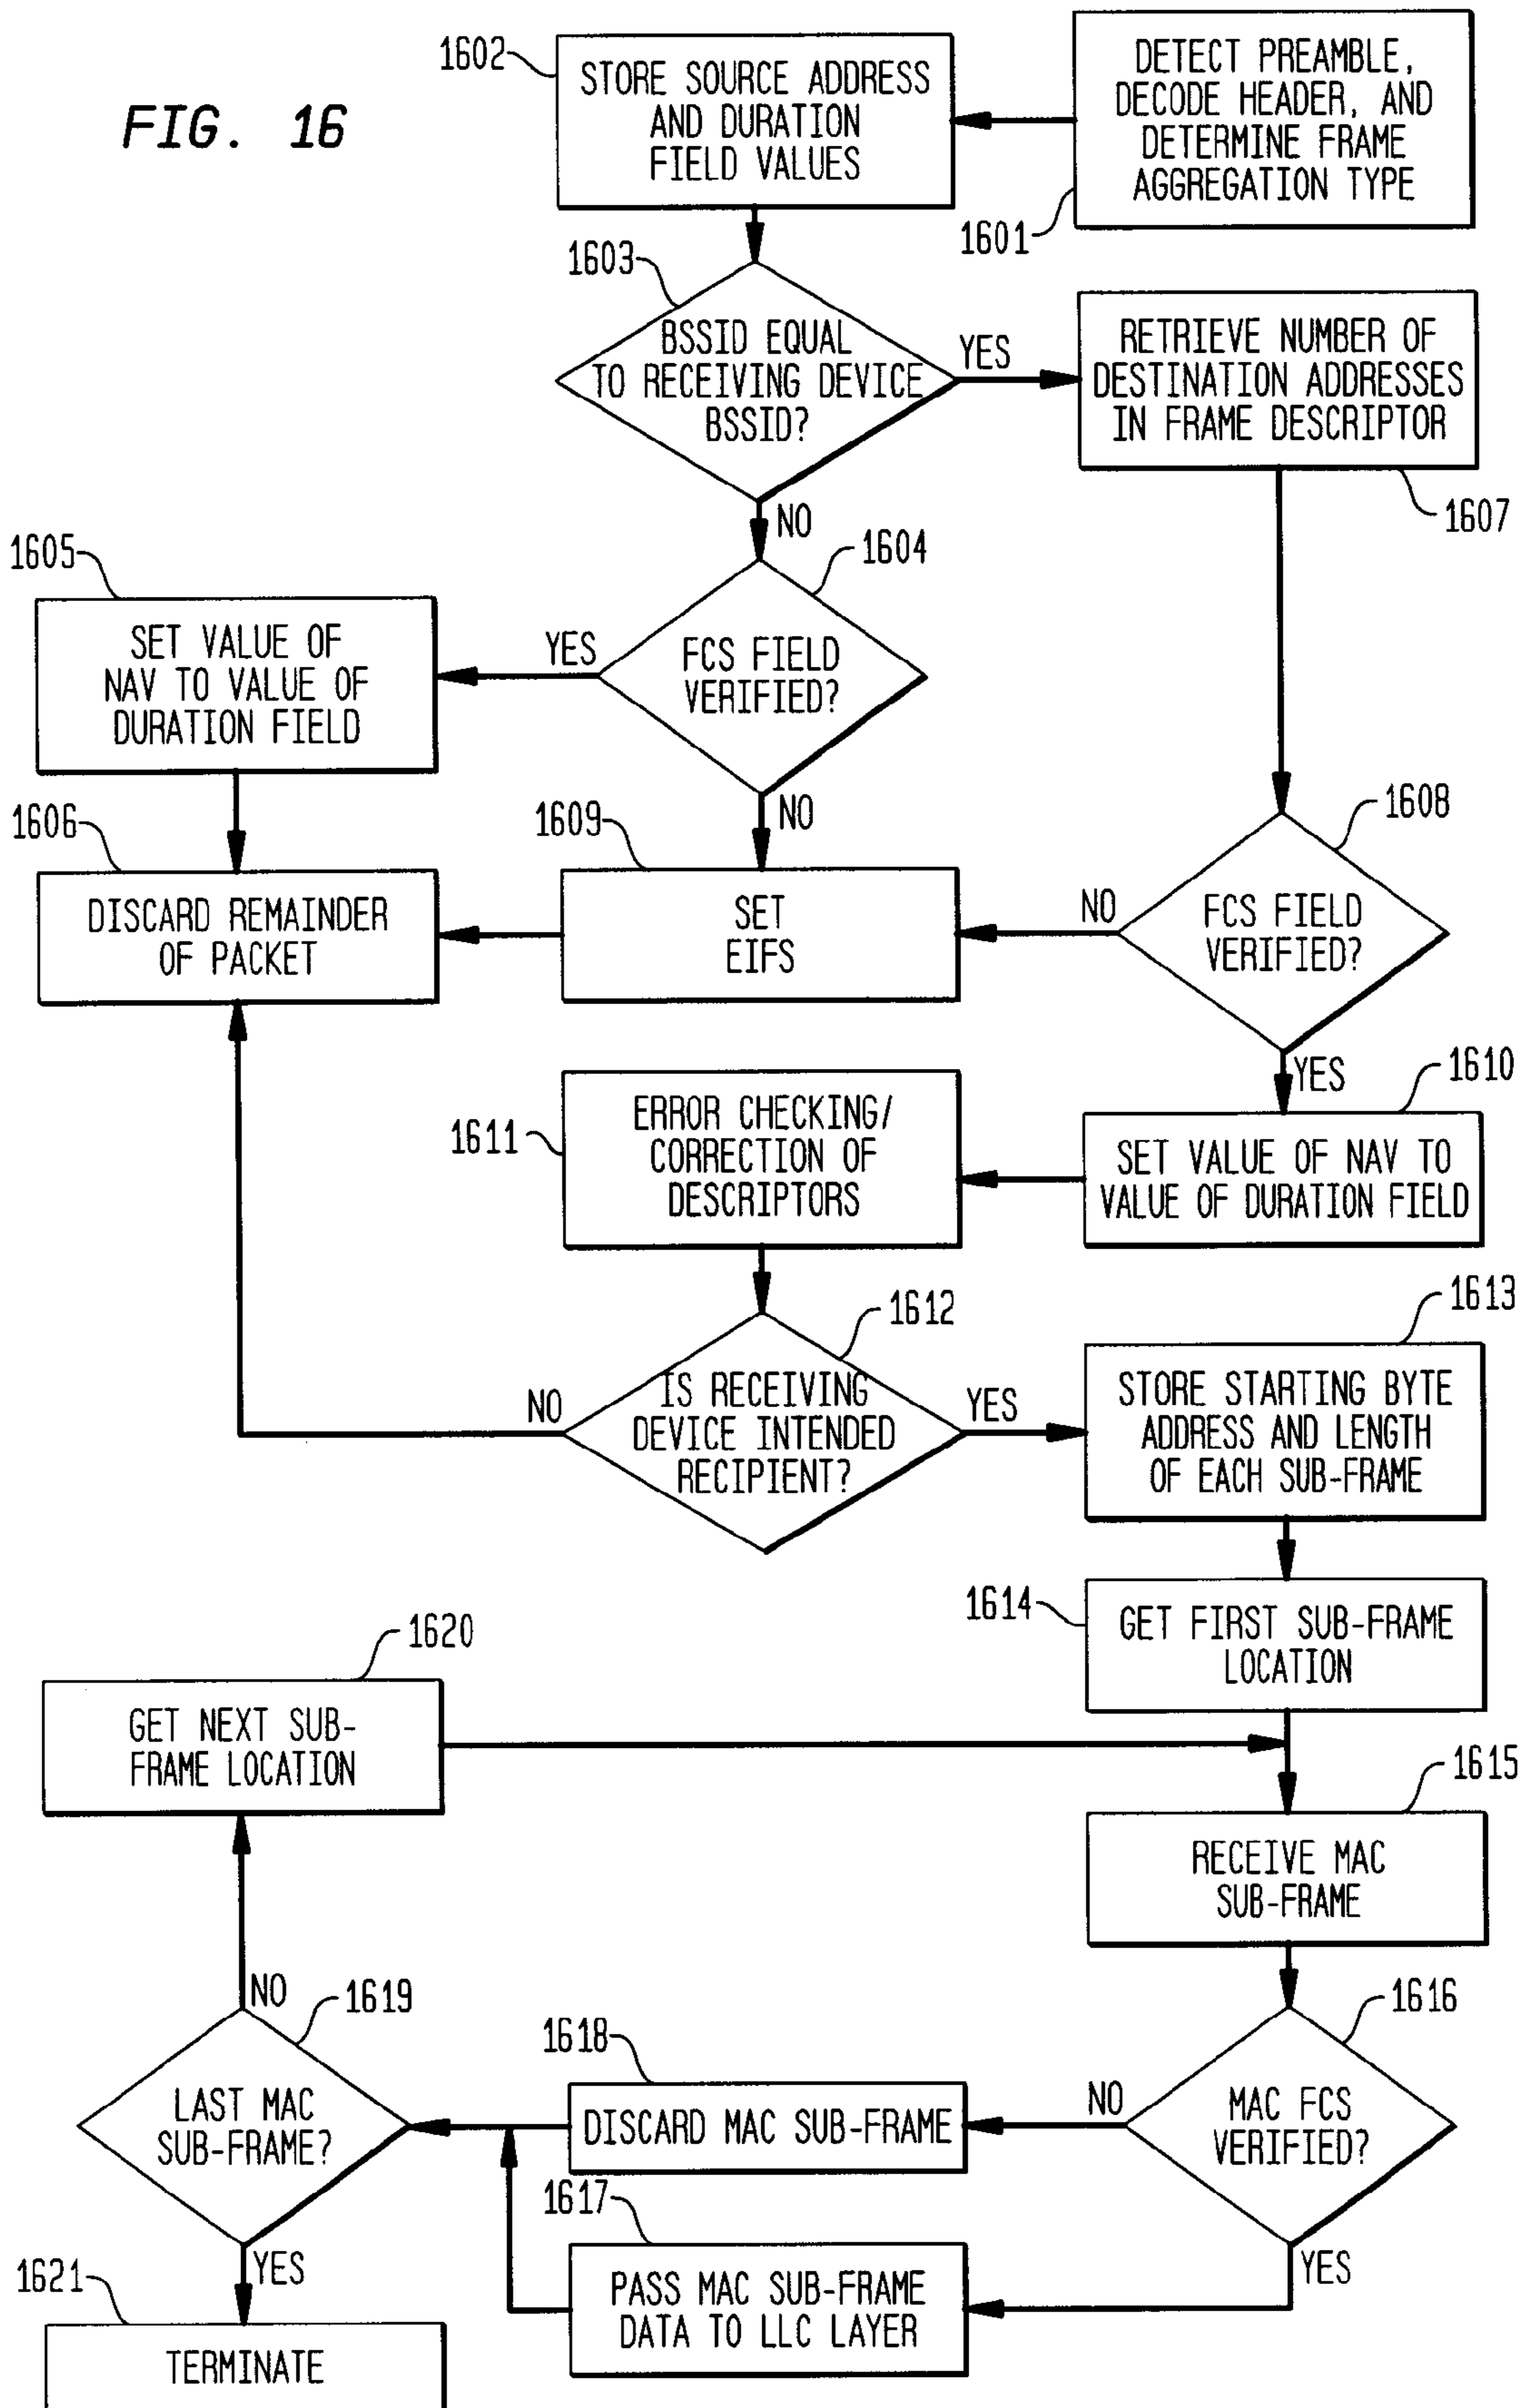 FIG. 16
1602
STORE SOURCE ADDRESS
AND DURATION
FIELD VALUES
DETECT PREAMBLE,
DECODE HEADER, AND
DETERMINE FRAME
AGGREGATION TYPE
1601
1603
BSSID EQUAL
TO RECEIVING DEVICE
BSSID?
YES
RETRIEVE NUMBER OF
DESTINATION ADDRESSES
IN FRAME DESCRIPTOR
1607
NO
1604
FCS FIELD
VERIFIED?
YES
1605
SET VALUE OF
NAV TO VALUE OF
DURATION FIELD
1606
DISCARD REMAINDER
OF PACKET
NO
1609
SET
EIFS
NO
1608
FCS FIELD
VERIFIED?
YES
1610
SET VALUE OF NAV TO
VALUE OF DURATION FIELD
1611
ERROR CHECKING/
CORRECTION OF
DESCRIPTORS
1612
IS RECEIVING
DEVICE INTENDED
RECIPIENT?
NO
YES
1613
STORE STARTING BYTE
ADDRESS AND LENGTH
OF EACH SUB-FRAME
1614
GET FIRST SUB-FRAME
LOCATION
1620
GET NEXT SUB-
FRAME LOCATION
1615
RECEIVE MAC
SUB-FRAME
1616
MAC FCS
VERIFIED?
NO
1618
DISCARD MAC SUB-FRAME
YES
1617
PASS MAC SUB-FRAME
DATA TO LLC LAYER
NO
1619
LAST MAC
SUB-FRAME?
YES
1621
TERMINATE